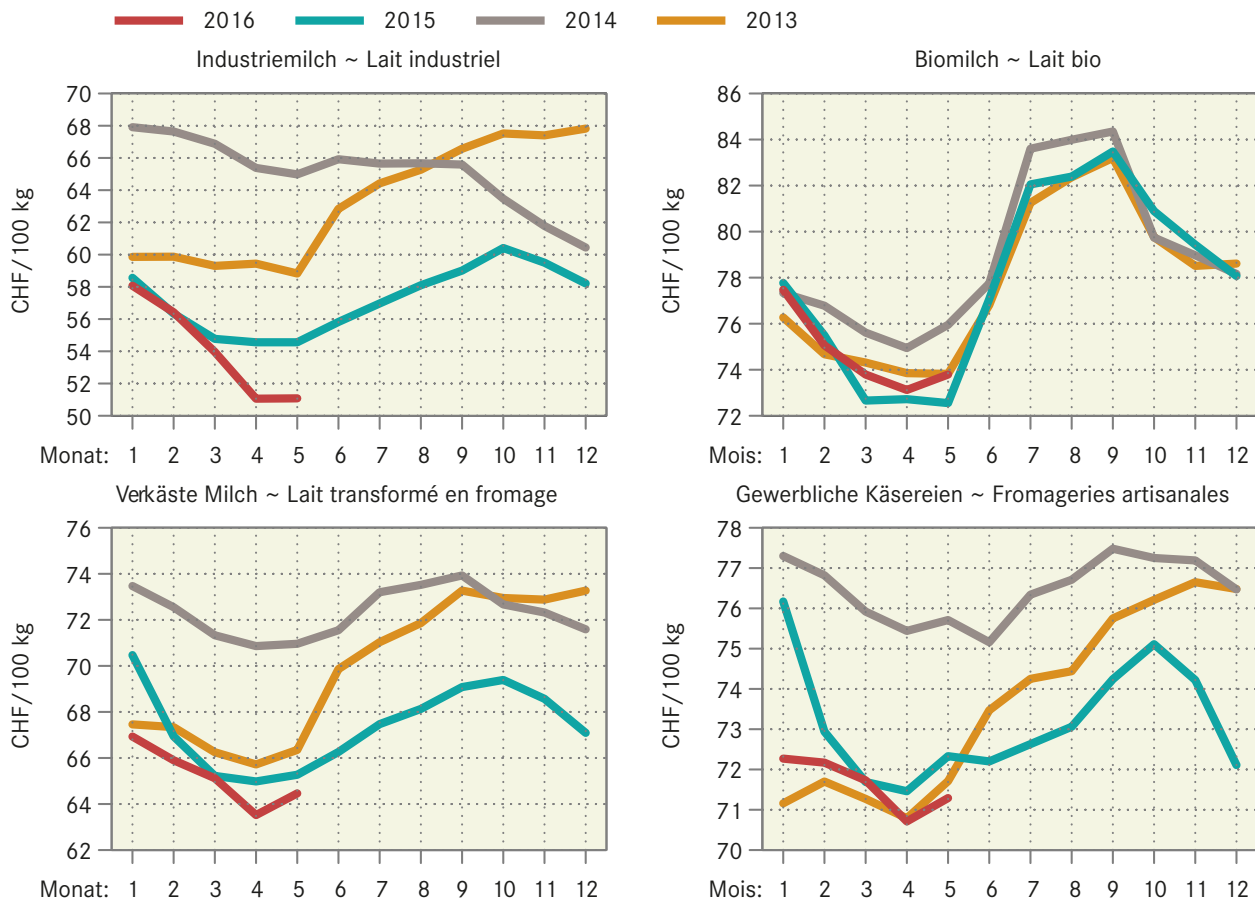 2016 2015 2014 2013
Industriemilch ~ Lait industriel
CHF/100 kg
70
68
66
64
62
60
58
56
54
52
50
Monat: 1 2 3 4 5 6 7 8 9 10 11 12
Biomilch ~ Lait bio
CHF/100 kg
86
84
82
80
78
76
74
72
Mois: 1 2 3 4 5 6 7 8 9 10 11 12
Verkäste Milch ~ Lait transformé en fromage
CHF/100 kg
76
74
72
70
68
66
64
62
Monat: 1 2 3 4 5 6 7 8 9 10 11 12
Gewerbliche Käsereien ~ Fromageries artisanales
CHF/100 kg
78
77
76
75
74
73
72
71
70
Mois: 1 2 3 4 5 6 7 8 9 10 11 12